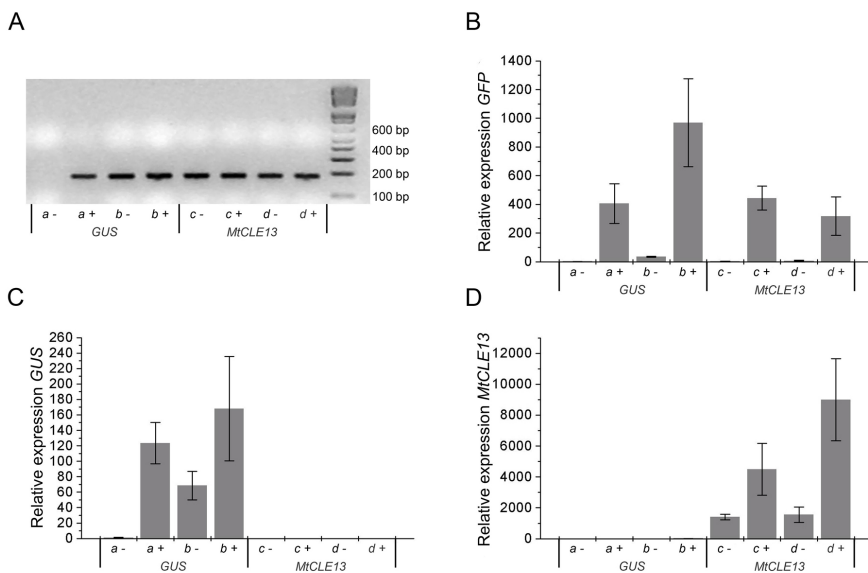 A
600 bp
400 bp
200 bp
100 bp
a - a + b - b + c - c + d - d +
GUS MtCLE13
B
Relative expression GFP
1400
1200
1000
800
600
400
200
0
a - a + b - b + c - c + d - d +
GUS MtCLE13
C
Relative expression GUS
260
240
220
200
180
160
140
120
100
80
60
40
20
0
a - a + b - b + c - c + d - d +
GUS MtCLE13
D
Relative expression MtCLE13
12000
10000
8000
6000
4000
2000
0
a - a + b - b + c - c + d - d +
GUS MtCLE13